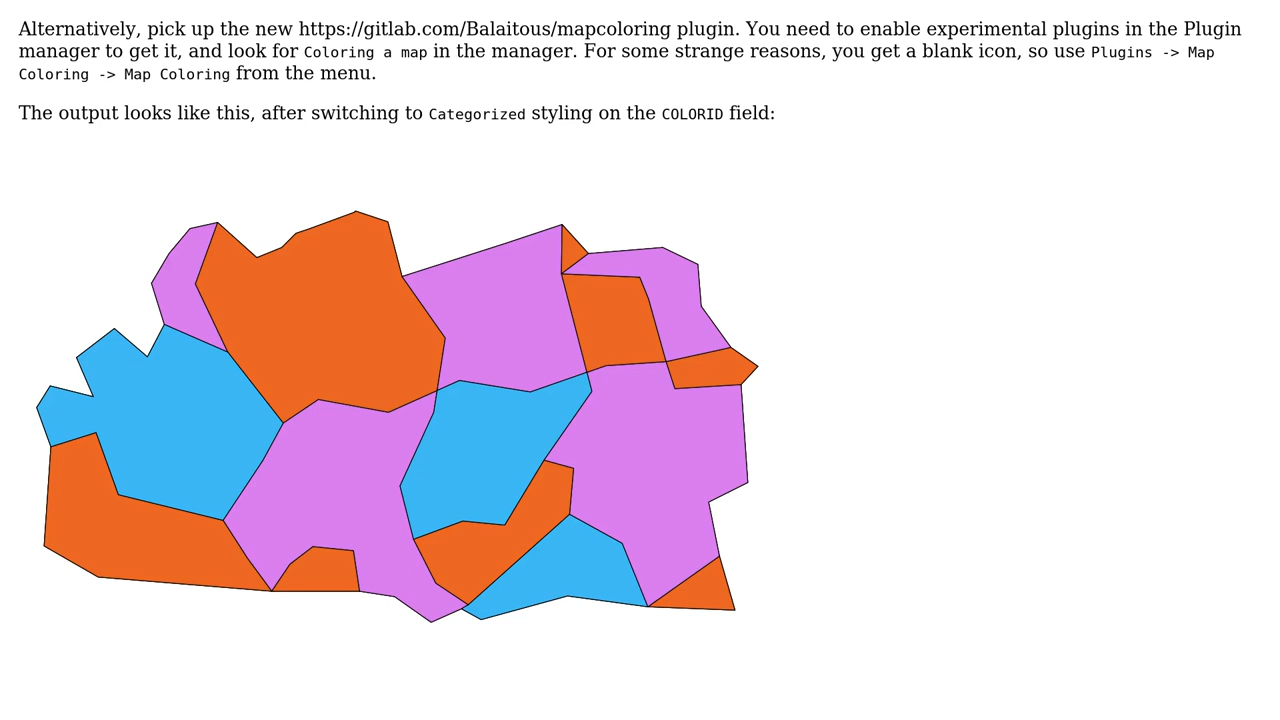 Alternatively, pick up the new https://gitlab.com/Balaitous/mapcoloring plugin. You need to enable experimental plugins in the Plugin
manager to get it, and look for Coloring a map in the manager. For some strange reasons, you get a blank icon, so use Plugins -> Map
Coloring -> Map Coloring from the menu.
The output looks like this, after switching to Categorized styling on the COLORID field: